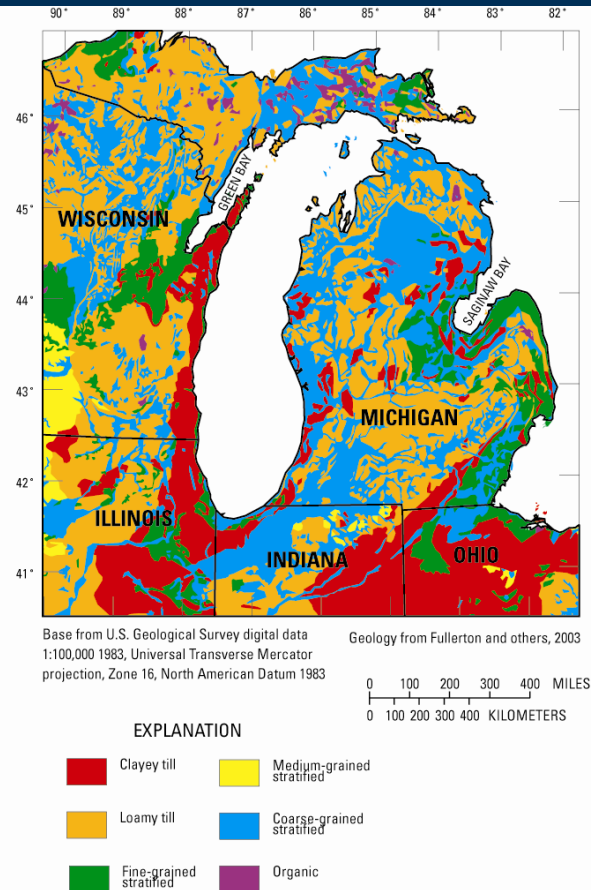 90° 89° 88° 87° 86° 85° 84° 83° 82°
46°
45°
44°
43°
42°
41°
GREEN BAY
WISCONSIN
SAGINAW BAY
MICHIGAN
ILLINOIS
INDIANA
OHIO
Base from U.S. Geological Survey digital data
1:100,000 1983, Universal Transverse Mercator
projection, Zone 16, North American Datum 1983
Geology from Fullerton and others, 2003
0 100 200 300 400 MILES
0 100 200 300 400 KILOMETERS
EXPLANATION
Clayey till
Loamy till
Fine-grained
stratified
Medium-grained
stratified
Coarse-grained
stratified
Organic